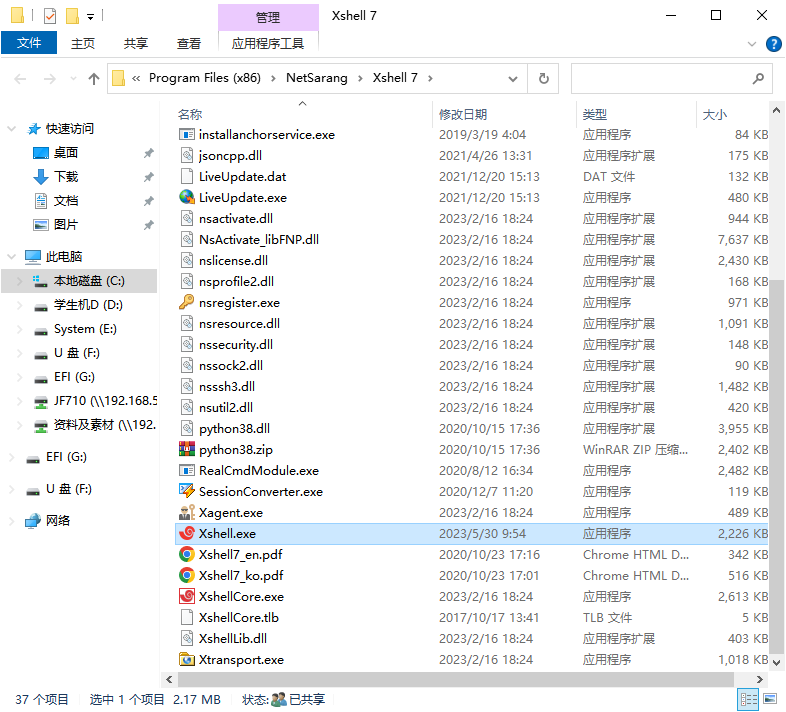 管理 Xshell 7
文件 主页 共享 查看 应用程序工具
« Program Files (x86) › NetSarang › Xshell 7 ›
快速访问
桌面
下载
文档
图片
此电脑
本地磁盘 (C:)
学生机D (D:)
System (E:)
U 盘 (F:)
EFI (G:)
JF710 (\\192.168.5
资料及素材 (\\192.
EFI (G:)
U 盘 (F:)
网络
名称 修改日期 类型 大小
installanchorservice.exe 2019/3/19 4:04 应用程序 84 KB
jsoncpp.dll 2021/4/26 13:31 应用程序扩展 175 KB
LiveUpdate.dat 2021/12/20 15:13 DAT 文件 132 KB
LiveUpdate.exe 2021/12/20 15:13 应用程序 480 KB
nsactivate.dll 2023/2/16 18:24 应用程序扩展 944 KB
NsActivate_libFNP.dll 2023/2/16 18:24 应用程序扩展 7,637 KB
nslicense.dll 2023/2/16 18:24 应用程序扩展 2,430 KB
nsprofile2.dll 2023/2/16 18:24 应用程序扩展 168 KB
nsregister.exe 2023/2/16 18:24 应用程序 971 KB
nsresource.dll 2023/2/16 18:24 应用程序扩展 1,091 KB
nssecurity.dll 2023/2/16 18:24 应用程序扩展 148 KB
nssock2.dll 2023/2/16 18:24 应用程序扩展 90 KB
nsssh3.dll 2023/2/16 18:24 应用程序扩展 1,482 KB
nsutil2.dll 2023/2/16 18:24 应用程序扩展 420 KB
python38.dll 2020/10/15 17:36 应用程序扩展 3,955 KB
python38.zip 2020/10/15 17:36 WinRAR ZIP 压缩... 2,402 KB
RealCmdModule.exe 2020/8/12 16:34 应用程序 2,482 KB
SessionConverter.exe 2020/12/7 11:20 应用程序 119 KB
Xagent.exe 2023/2/16 18:24 应用程序 489 KB
Xshell.exe 2023/5/30 9:54 应用程序 2,226 KB
Xshell7_en.pdf 2020/10/23 17:16 Chrome HTML D... 342 KB
Xshell7_ko.pdf 2020/10/23 17:01 Chrome HTML D... 516 KB
XshellCore.exe 2023/2/16 18:24 应用程序 2,613 KB
XshellCore.tlb 2017/10/17 13:41 TLB 文件 5 KB
XshellLib.dll 2023/2/16 18:24 应用程序扩展 403 KB
Xtransport.exe 2023/2/16 18:24 应用程序 1,018 KB
37 个项目 选中 1 个项目 2.17 MB 状态: 已共享